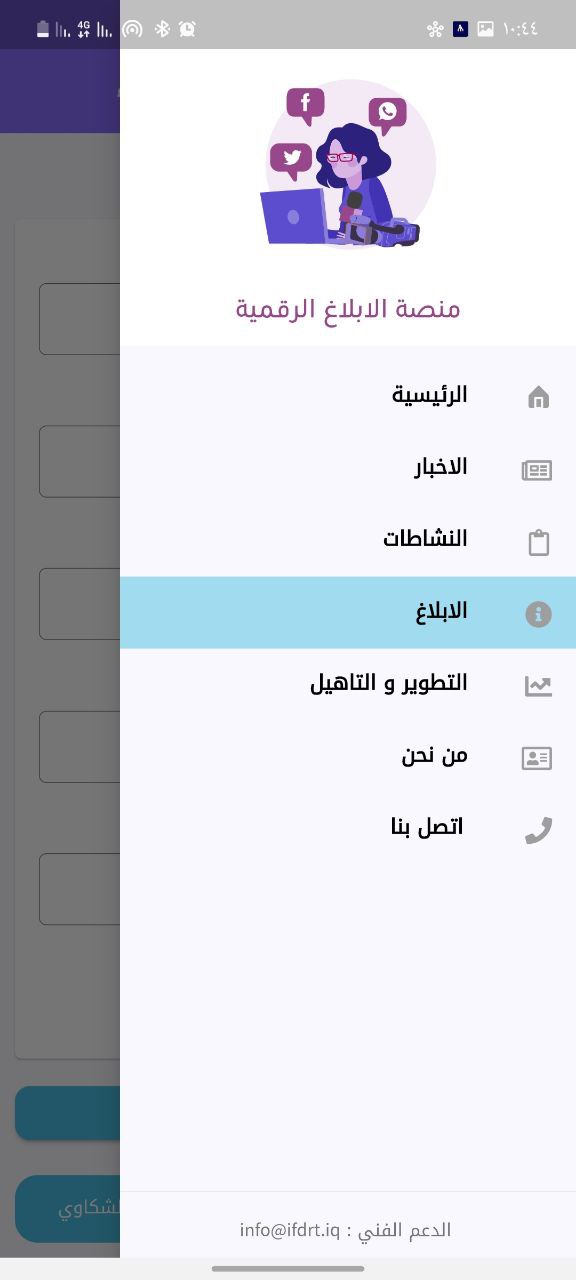 ١٠:٤٤
4G
منصة الابلاغ الرقمية
الرئيسية
الاخبار
النشاطات
الابلاغ
التطوير و التاهيل
من نحن
اتصل بنا
الدعم الفني : info@ifdrt.iq